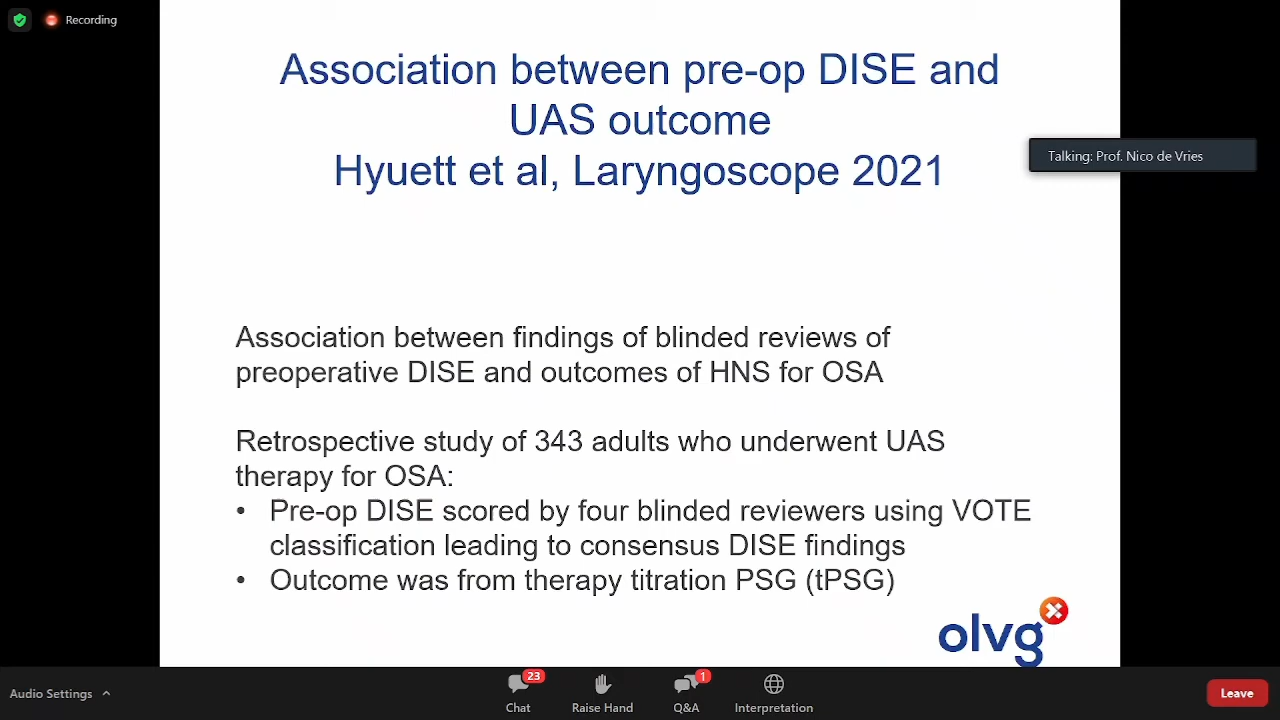 Recording
Association between pre-op DISE and
UAS outcome
Talking: Prof. Nico de Vries
Hyuett et al, Laryngoscope 2021
Association between findings of blinded reviews of
preoperative DISE and outcomes of HNS for OSA
Retrospective study of 343 adults who underwent UAS
therapy for OSA:
• Pre-op DISE scored by four blinded reviewers using VOTE
classification leading to consensus DISE findings
• Outcome was from therapy titration PSG (tPSG)
olvg
Audio Settings
23
Chat
Raise Hand
1
Q&A
Interpretation
Leave